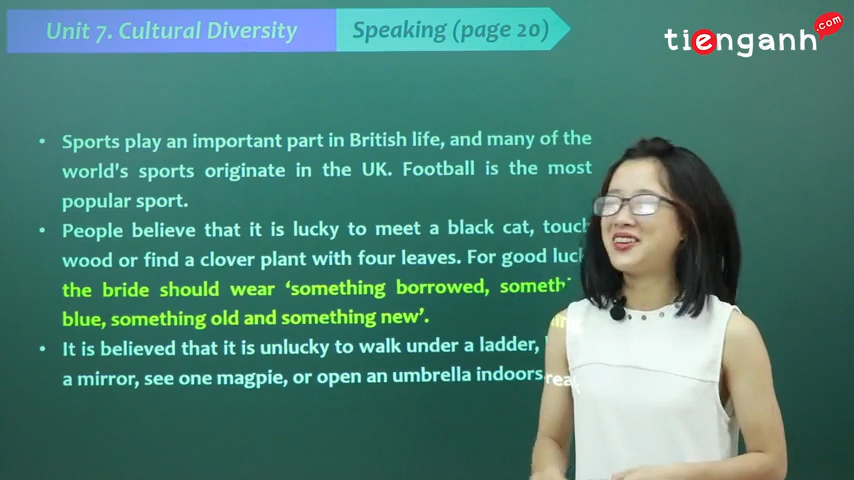 Unit 7. Cultural Diversity
Speaking (page 20)
tienganh
.com
• Sports play an important part in British life, and many of the
world's sports originate in the UK. Football is the most
popular sport.
• People believe that it is lucky to meet a black cat, touch
wood or find a clover plant with four leaves. For good luck
the bride should wear ‘something borrowed,
blue, something old and something new’.
• It is believed that it is unlucky to walk under a ladder,
a mirror, see one magpie, or open an umbrella indoors.